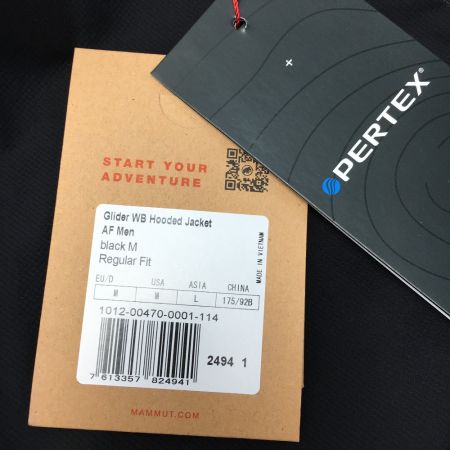 PERTEX
START YOUR
ADVENTURE
Glider WB Hooded Jacket
AF Men
black M
Regular Fit
MADE IN VIETNAM
EU/D USA ASIA CHINA
M M L 175/92B
1012-00470-0001-114
2494 1
7 613357 824941
MAMMUT.COM